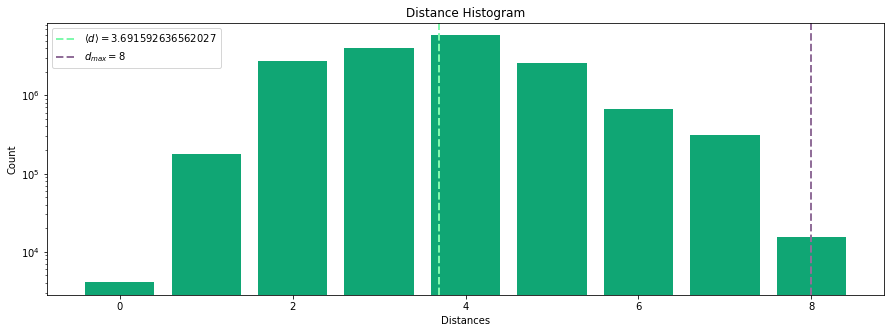 Distance Histogram
⟨d⟩ = 3.691592636562027
d_max = 8
Count
10^6
10^5
10^4
0 2 4 6 8
Distances